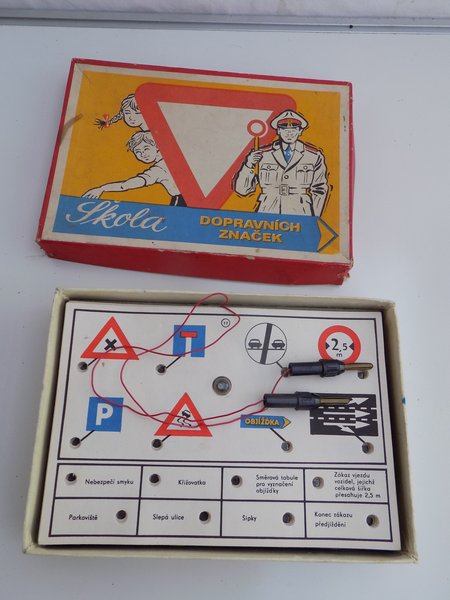 Škola
DOPRAVNÍCH
ZNAČEK
2,5
m
P
OBJÍŽĎKA
Nebezpečí smyku
Křižovatka
Směrová tabule
pro vyznačení
objížďky
Zákaz vjezdu
vozidel, jejichž
celková šířka
přesahuje 2,5 m
Parkoviště
Slepá ulice
Šipky
Konec zákazu
předjíždění